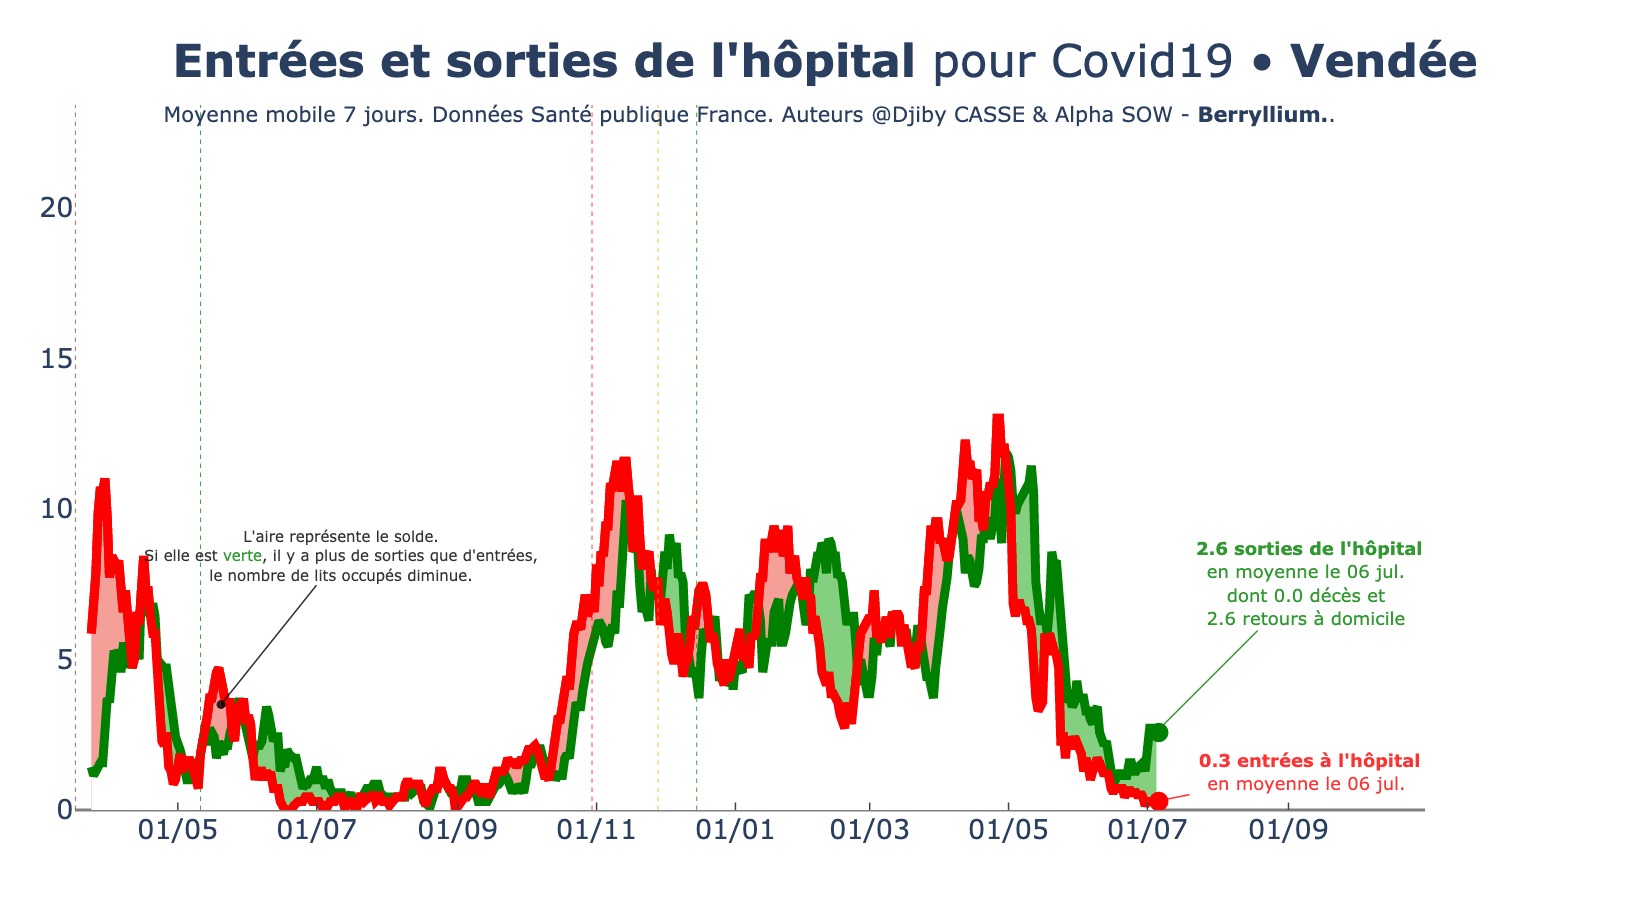 Entrées et sorties de l'hôpital pour Covid19 • Vendée
Moyenne mobile 7 jours. Données Santé publique France. Auteurs @Djiby CASSE & Alpha SOW - Berryllium..
20
15
10
5
0
L'aire représente le solde.
Si elle est verte, il y a plus de sorties que d'entrées,
le nombre de lits occupés diminue.
2.6 sorties de l'hôpital
en moyenne le 06 jul.
dont 0.0 décès et
2.6 retours à domicile
0.3 entrées à l'hôpital
en moyenne le 06 jul.
01/05 01/07 01/09 01/11 01/01 01/03 01/05 01/07 01/09